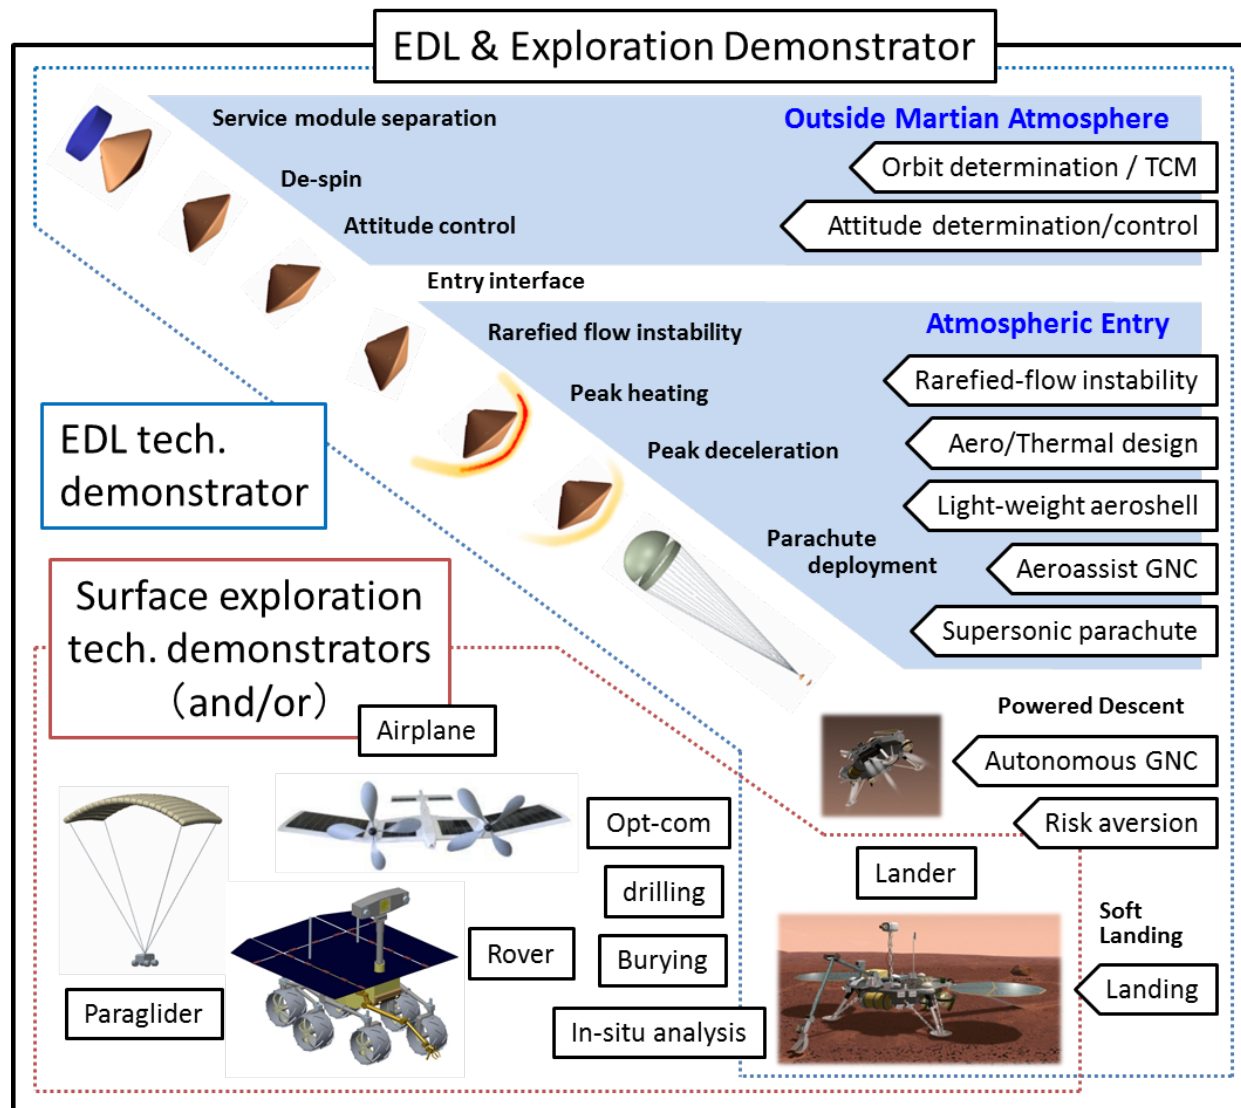 EDL & Exploration Demonstrator
Service module separation
Outside Martian Atmosphere
Orbit determination / TCM
De-spin
Attitude control
Attitude determination/control
Entry interface
Rarefied flow instability
Atmospheric Entry
Rarefied-flow instability
Peak heating
Aero/Thermal design
Peak deceleration
EDL tech.
demonstrator
Light-weight aeroshell
Parachute
deployment
Aeroassist GNC
Supersonic parachute
Surface exploration
tech. demonstrators
（and/or）
Powered Descent
Airplane
Autonomous GNC
Opt-com
Risk aversion
Lander
drilling
Soft
Landing
Rover
Burying
Landing
Paraglider
In-situ analysis